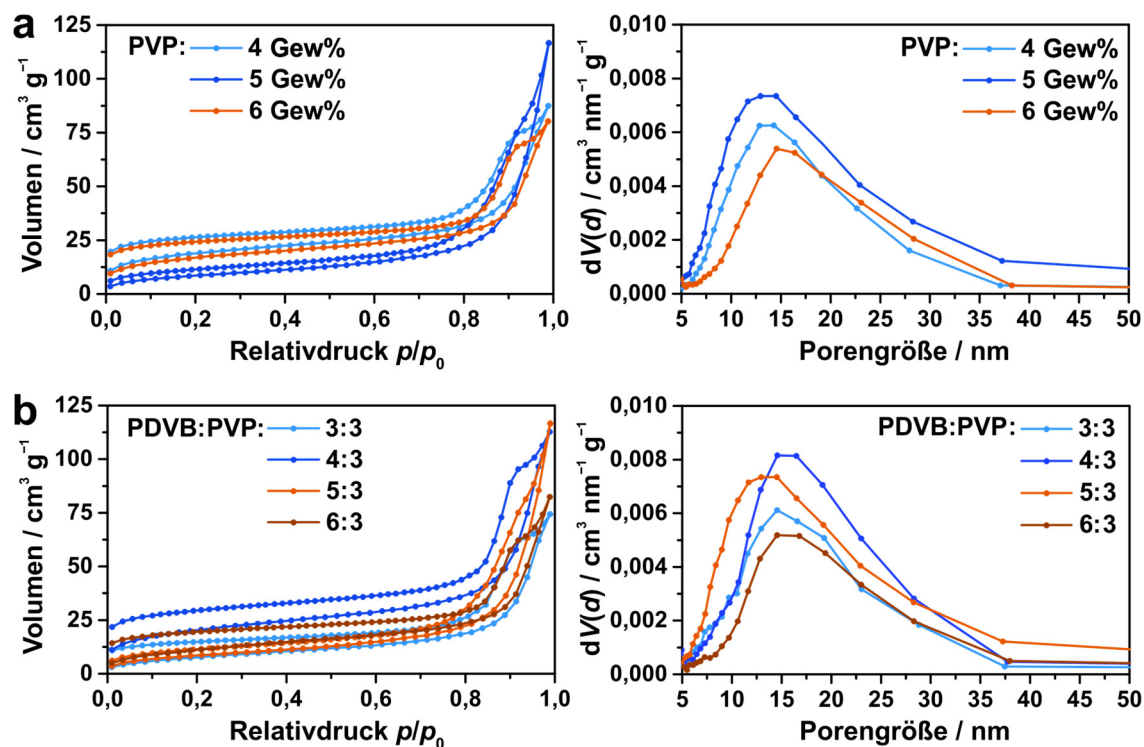 a
PVP: 4 Gew%
5 Gew%
6 Gew%
Volumen / cm³ g⁻¹
125
100
75
50
25
0
0,0 0,2 0,4 0,6 0,8 1,0
Relativdruck p/p₀
PVP: 4 Gew%
5 Gew%
6 Gew%
dV(d) / cm³ nm⁻¹ g⁻¹
0,010
0,008
0,006
0,004
0,002
0,000
5 10 15 20 25 30 35 40 45 50
Porengröße / nm
b
PDVB:PVP: 3:3
4:3
5:3
6:3
Volumen / cm³ g⁻¹
125
100
75
50
25
0
0,0 0,2 0,4 0,6 0,8 1,0
Relativdruck p/p₀
PDVB:PVP: 3:3
4:3
5:3
6:3
dV(d) / cm³ nm⁻¹ g⁻¹
0,010
0,008
0,006
0,004
0,002
0,000
5 10 15 20 25 30 35 40 45 50
Porengröße / nm